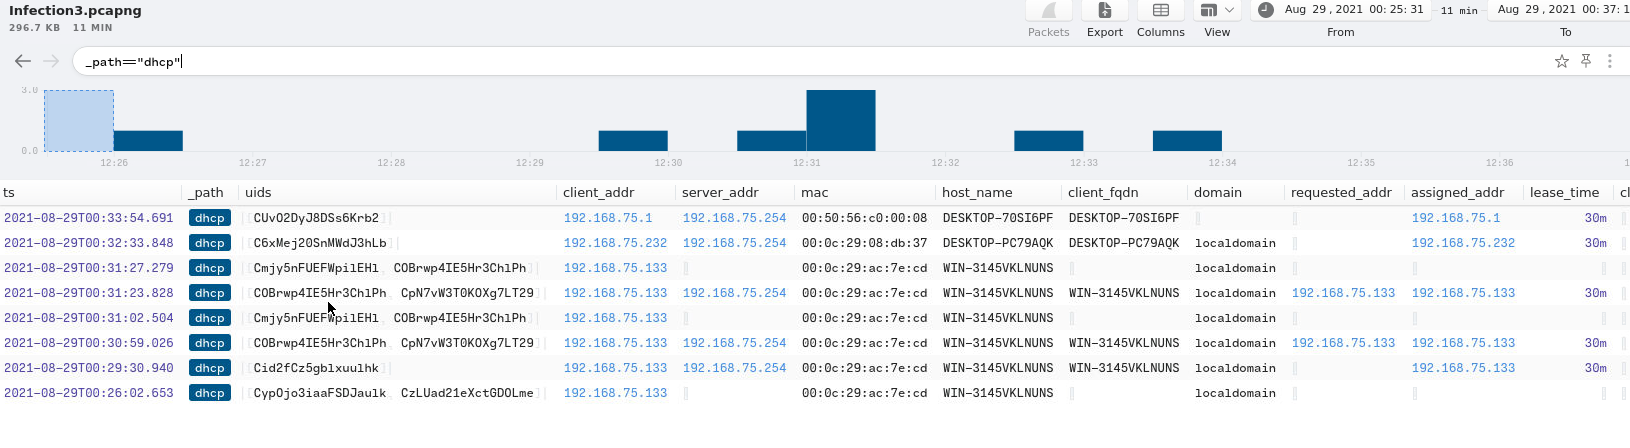 Infection3.pcapng
296.7 KB 11 MIN
Packets Export Columns View Aug 29 , 2021 00: 25: 31 From 11 min Aug 29 , 2021 00: 37: 1 To
_path=="dhcp"
3.0
0.0
12:26 12:27 12:28 12:29 12:30 12:31 12:32 12:33 12:34 12:35 12:36 1
ts _path uids client_addr server_addr mac host_name client_fqdn domain requested_addr assigned_addr lease_time cl
2021-08-29T00:33:54.691 dhcp CUvO2DyJ8DSs6Krb2 192.168.75.1 192.168.75.254 00:50:56:c0:00:08 DESKTOP-70SI6PF DESKTOP-70SI6PF 192.168.75.1 30m
2021-08-29T00:32:33.848 dhcp C6xMej20SnMWdJ3hLb 192.168.75.232 192.168.75.254 00:0c:29:08:db:37 DESKTOP-PC79AQK DESKTOP-PC79AQK localdomain 192.168.75.232 30m
2021-08-29T00:31:27.279 dhcp Cmjy5nFUEFWpilEHl COBrwp4IE5Hr3ChlPh 192.168.75.133 00:0c:29:ac:7e:cd WIN-3145VKLNUNS localdomain
2021-08-29T00:31:23.828 dhcp COBrwp4IE5Hr3ChlPh CpN7vW3T0KOXg7LT29 192.168.75.133 192.168.75.254 00:0c:29:ac:7e:cd WIN-3145VKLNUNS WIN-3145VKLNUNS localdomain 192.168.75.133 192.168.75.133 30m
2021-08-29T00:31:02.504 dhcp Cmjy5nFUEFWpilEHl COBrwp4IE5Hr3ChlPh 192.168.75.133 00:0c:29:ac:7e:cd WIN-3145VKLNUNS localdomain
2021-08-29T00:30:59.026 dhcp COBrwp4IE5Hr3ChlPh CpN7vW3T0KOXg7LT29 192.168.75.133 192.168.75.254 00:0c:29:ac:7e:cd WIN-3145VKLNUNS WIN-3145VKLNUNS localdomain 192.168.75.133 192.168.75.133 30m
2021-08-29T00:29:30.940 dhcp Cid2fCz5gblxuulhk 192.168.75.133 192.168.75.254 00:0c:29:ac:7e:cd WIN-3145VKLNUNS WIN-3145VKLNUNS localdomain 192.168.75.133 30m
2021-08-29T00:26:02.653 dhcp CypOjo3iaaFSDJaulk CzLUad21eXctGDOLme 192.168.75.133 00:0c:29:ac:7e:cd WIN-3145VKLNUNS localdomain